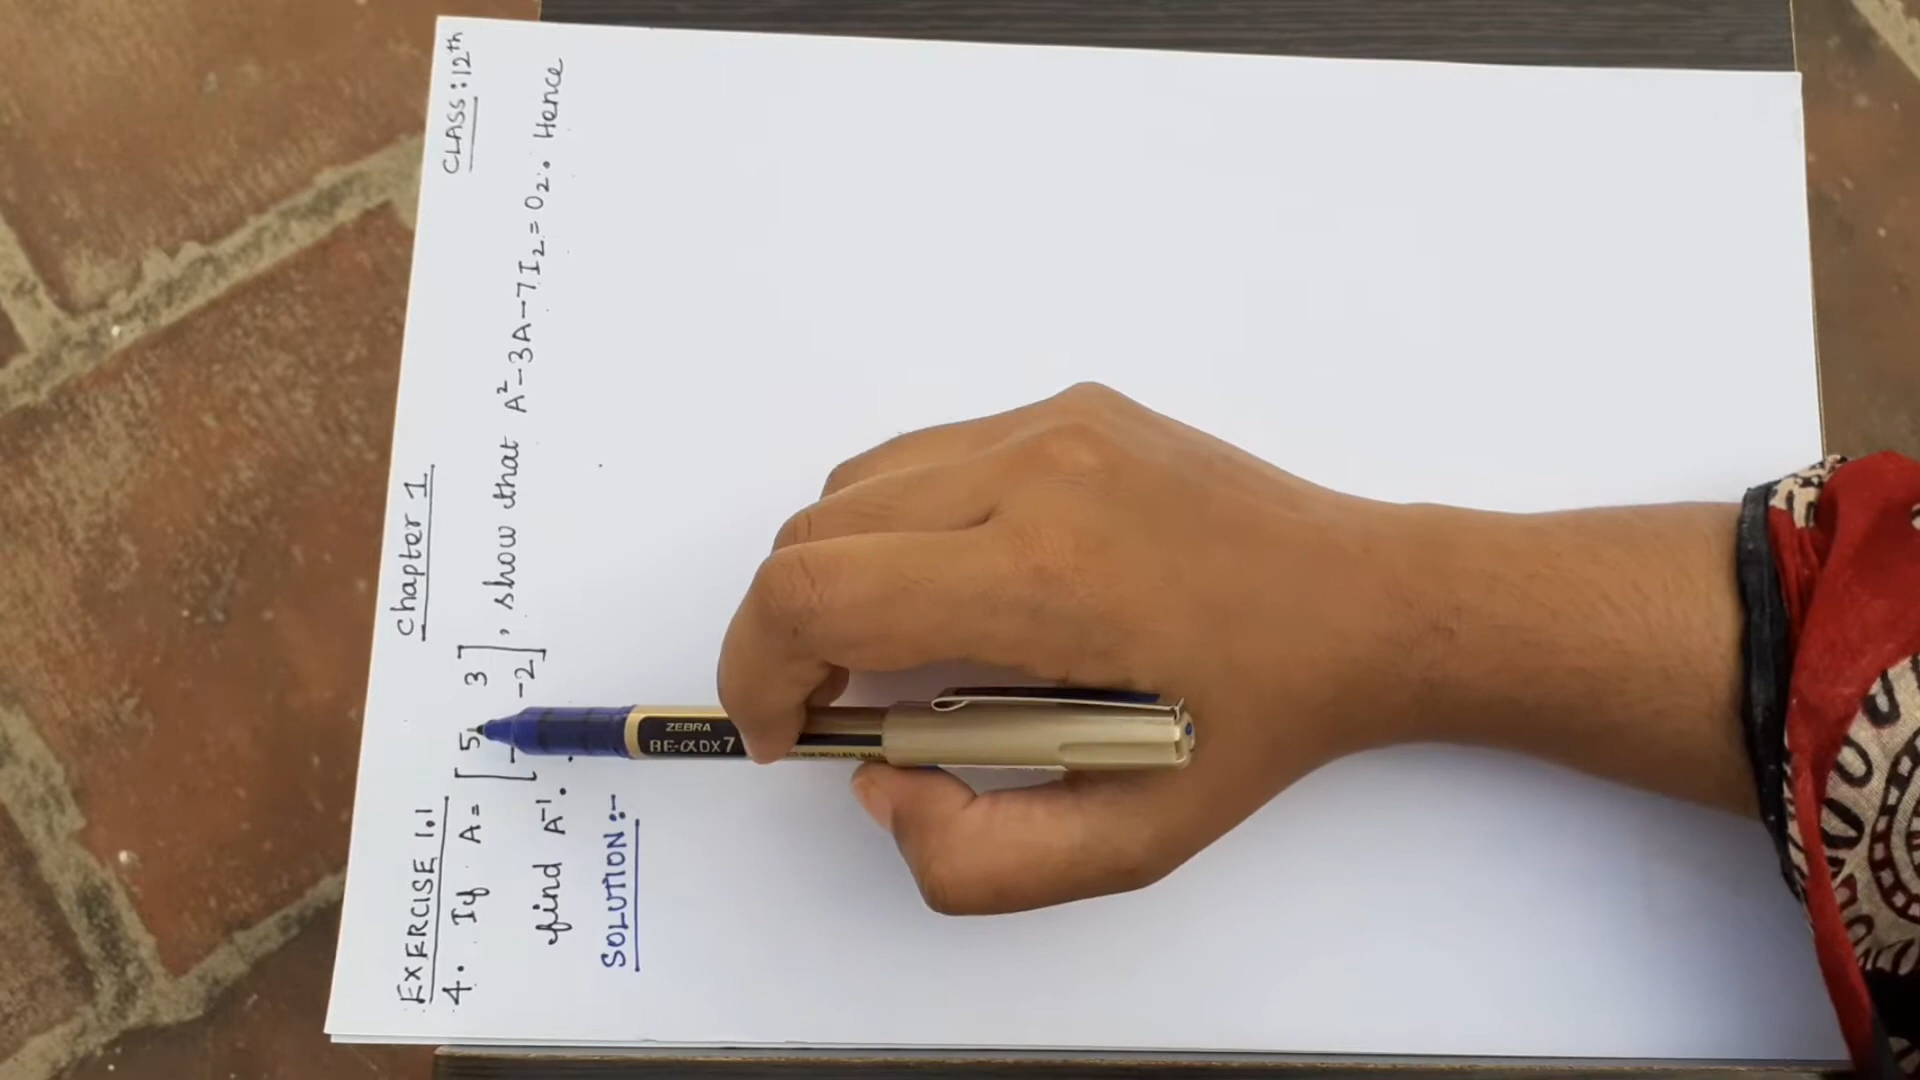 Chapter 1
CLASS:12th
EXERCISE 1.1
4. If A = [ 5 3
-2 ], show that A²-3A-7I₂=O₂. Hence
find A⁻¹.
SOLUTION:-
ZEBRA
BE-αDX7